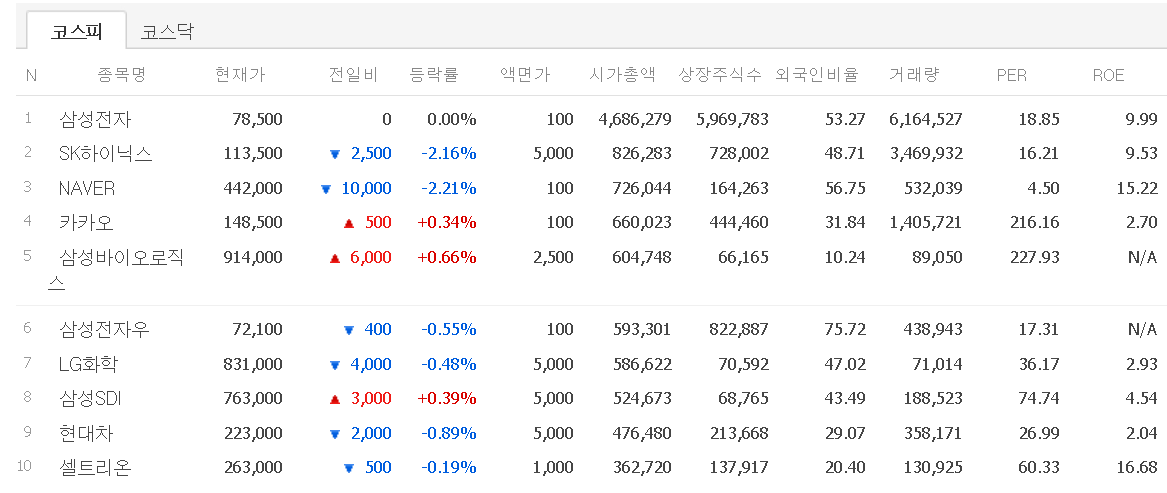 코스피 코스닥
N 종목명 현재가 전일비 등락률 액면가 시가총액 상장주식수 외국인비율 거래량 PER ROE
1 삼성전자 78,500 0 0.00% 100 4,686,279 5,969,783 53.27 6,164,527 18.85 9.99
2 SK하이닉스 113,500 ▼ 2,500 -2.16% 5,000 826,283 728,002 48.71 3,469,932 16.21 9.53
3 NAVER 442,000 ▼ 10,000 -2.21% 100 726,044 164,263 56.75 532,039 4.50 15.22
4 카카오 148,500 ▲ 500 +0.34% 100 660,023 444,460 31.84 1,405,721 216.16 2.70
5 삼성바이오로직 914,000 ▲ 6,000 +0.66% 2,500 604,748 66,165 10.24 89,050 227.93 N/A
스
6 삼성전자우 72,100 ▼ 400 -0.55% 100 593,301 822,887 75.72 438,943 17.31 N/A
7 LG화학 831,000 ▼ 4,000 -0.48% 5,000 586,622 70,592 47.02 71,014 36.17 2.93
8 삼성SDI 763,000 ▲ 3,000 +0.39% 5,000 524,673 68,765 43.49 188,523 74.74 4.54
9 현대차 223,000 ▼ 2,000 -0.89% 5,000 476,480 213,668 29.07 358,171 26.99 2.04
10 셀트리온 263,000 ▼ 500 -0.19% 1,000 362,720 137,917 20.40 130,925 60.33 16.68